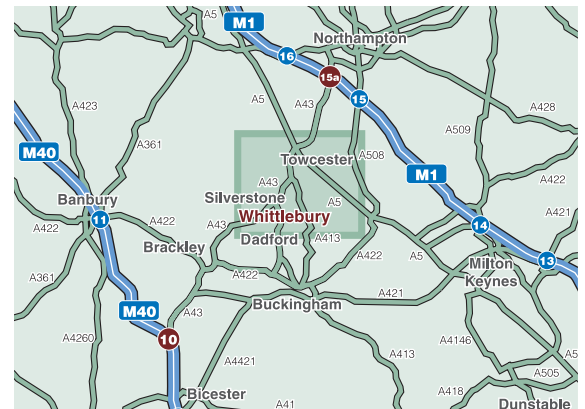 A5
M1
Northampton
16
15a
A423
A5
A43
15
A428
A361
A509
M40
Towcester
A508
M1
A43
Silverstone
A421
Banbury
Whittlebury
A5
A422
11
A422
A43
14
A422
Brackley
Dadford
A413
A422
13
A361
A422
Milton
Keynes
Buckingham
A421
M40
A43
A4260
10
A4146
A5
A4421
A413
A505
Bicester
A418
A41
Dunstable